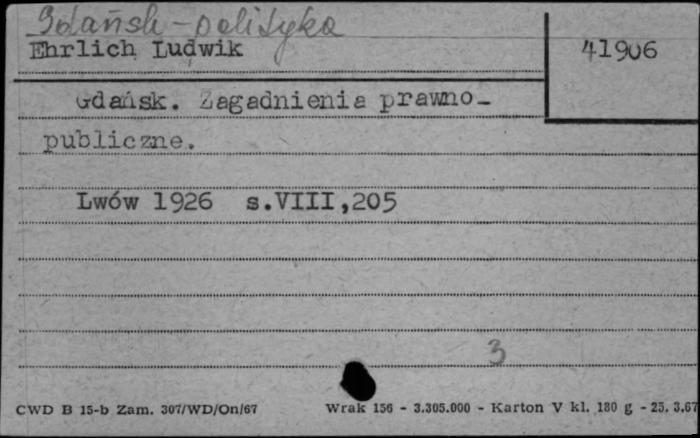 Gdańsk - polityka
Ehrlich Ludwik
41906
Gdańsk. Zagadnienia prawno-
publiczne.
Lwów 1926 s.VIII,205
3
CWD B 15-b Zam. 307/WD/On/67 Wrak 156 - 3.305.000 - Karton V kl. 180 g - 25. 3.67